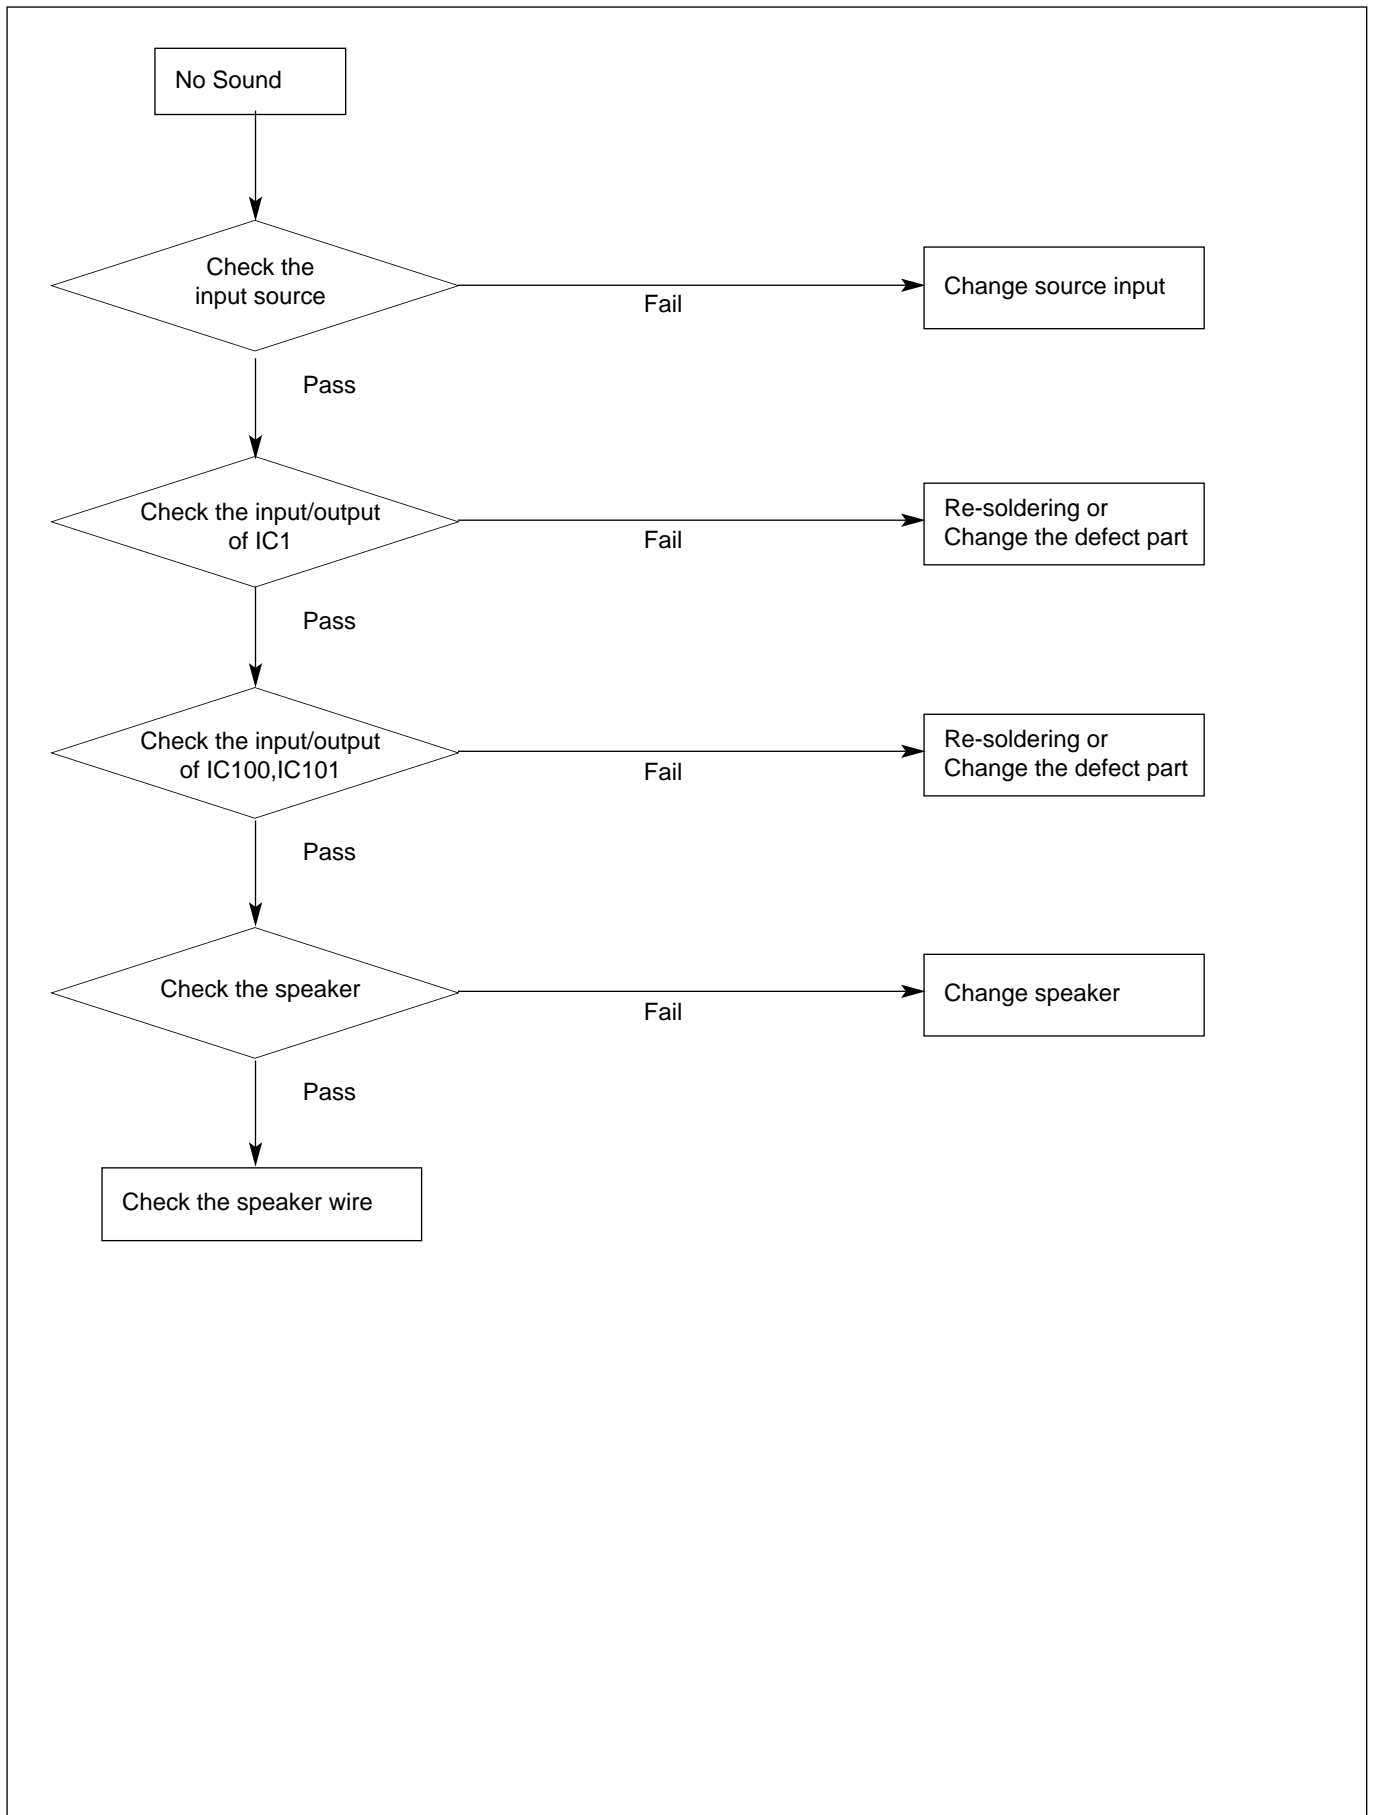 No Sound
Check the
input source
Fail
Change source input
Pass
Check the input/output
of IC1
Fail
Re-soldering or
Change the defect part
Pass
Check the input/output
of IC100,IC101
Fail
Re-soldering or
Change the defect part
Pass
Check the speaker
Fail
Change speaker
Pass
Check the speaker wire